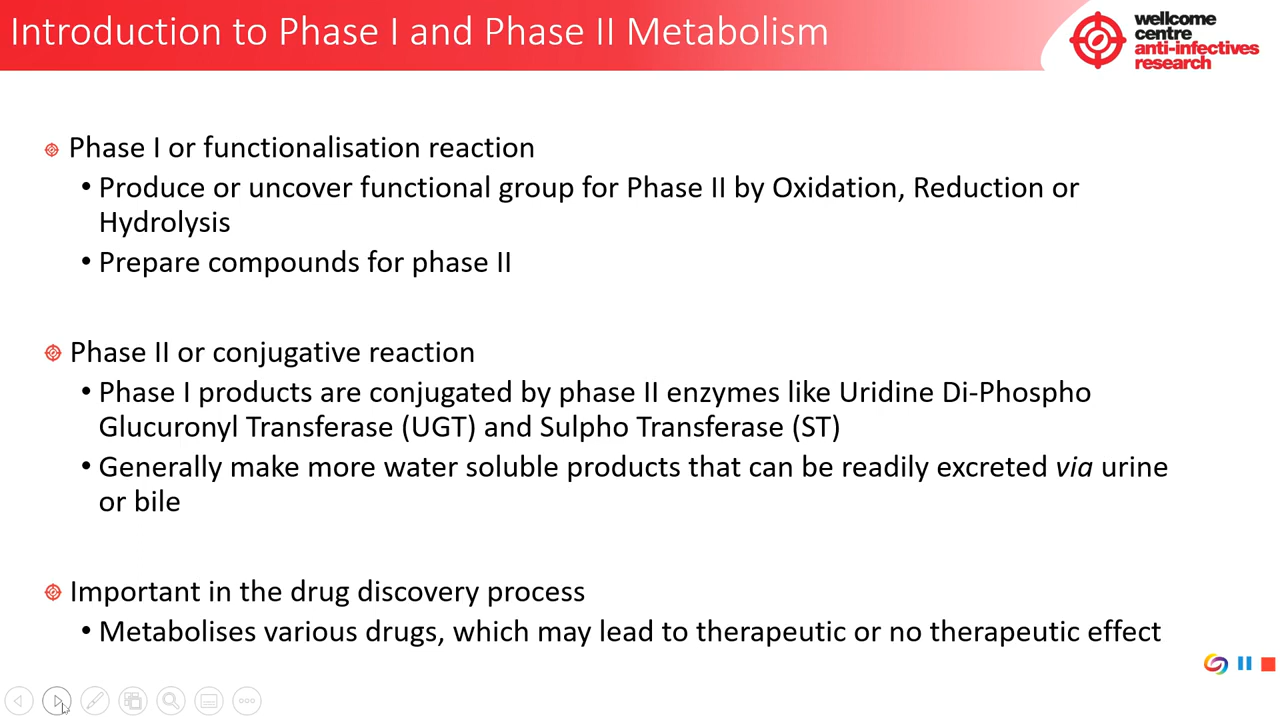 Introduction to Phase I and Phase II Metabolism
wellcome
centre
anti-infectives
research
Phase I or functionalisation reaction
• Produce or uncover functional group for Phase II by Oxidation, Reduction or
Hydrolysis
• Prepare compounds for phase II
Phase II or conjugative reaction
• Phase I products are conjugated by phase II enzymes like Uridine Di-Phospho
Glucuronyl Transferase (UGT) and Sulpho Transferase (ST)
• Generally make more water soluble products that can be readily excreted via urine
or bile
Important in the drug discovery process
• Metabolises various drugs, which may lead to therapeutic or no therapeutic effect